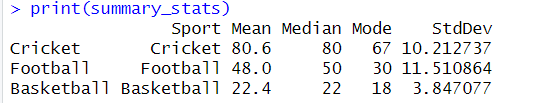 > print(summary_stats)
Sport Mean Median Mode StdDev
Cricket Cricket 80.6 80 67 10.212737
Football Football 48.0 50 30 11.510864
Basketball Basketball 22.4 22 18 3.847077